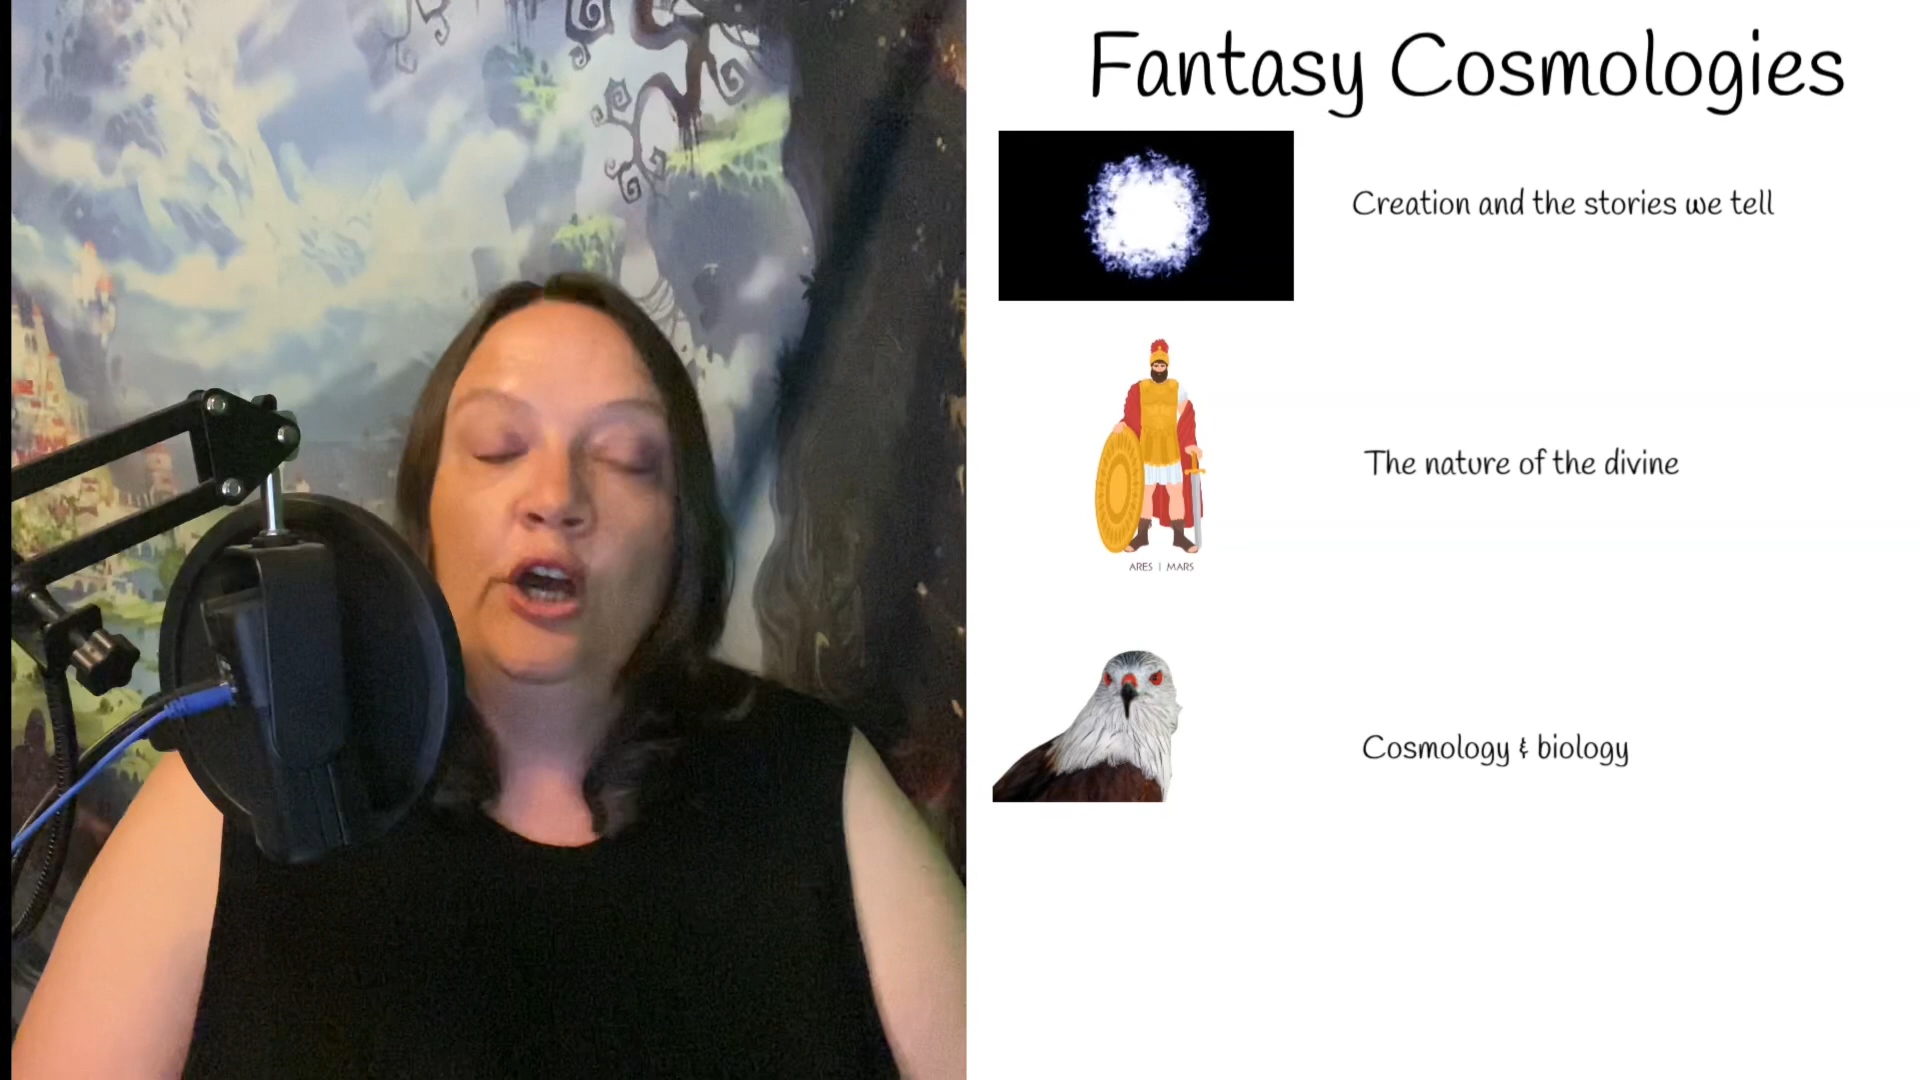 Fantasy Cosmologies
Creation and the stories we tell
The nature of the divine
ARES | MARS
Cosmology & biology